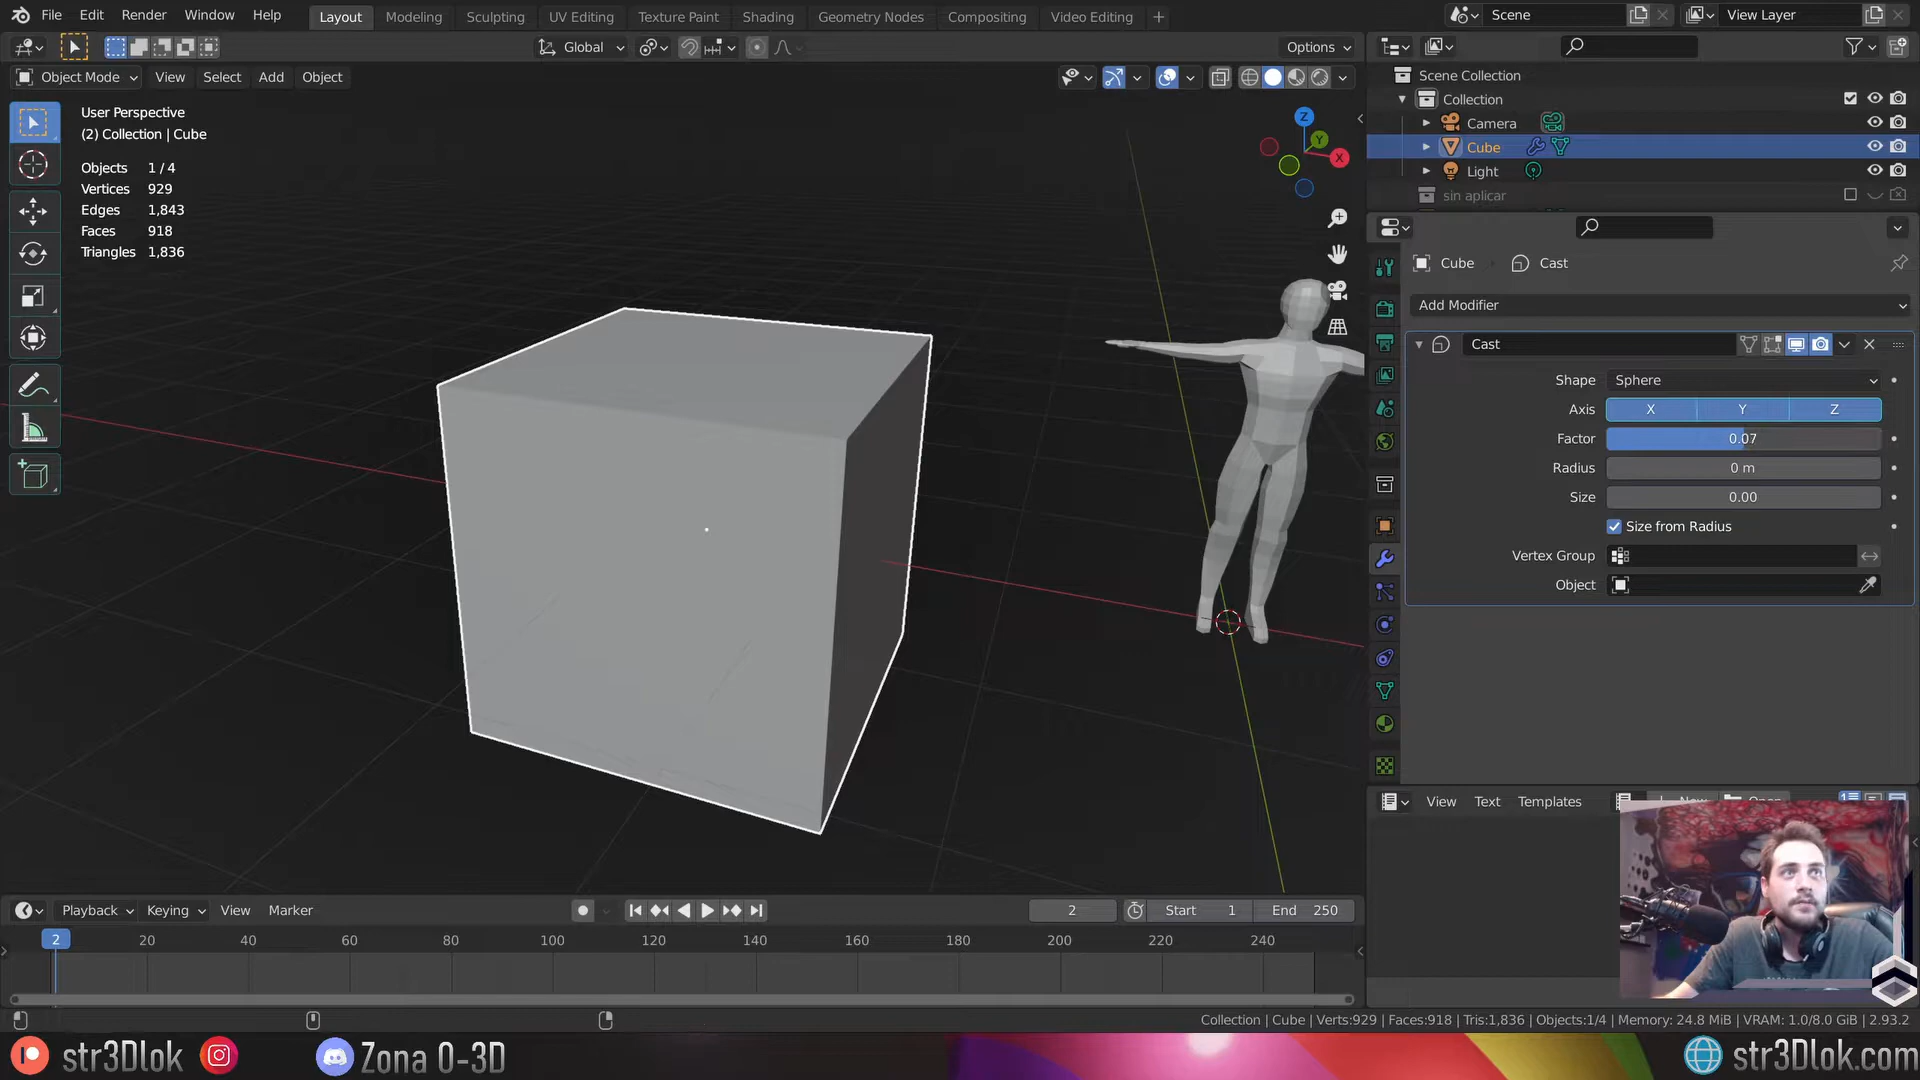 File Edit Render Window Help Layout Modeling Sculpting UV Editing Texture Paint Shading Geometry Nodes Compositing Video Editing + Scene View Layer
Global Options
Object Mode View Select Add Object
User Perspective
(2) Collection | Cube
Objects 1 / 4
Vertices 929
Edges 1,843
Faces 918
Triangles 1,836
Z
Y
X
Scene Collection
Collection
Camera
Cube
Light
sin aplicar
Cube Cast
Add Modifier
Cast
Shape Sphere
Axis X Y Z
Factor 0.07
Radius 0 m
Size 0.00
Size from Radius
Vertex Group
Object
View Text Templates
Playback Keying View Marker 2 Start 1 End 250
2 20 40 60 80 100 120 140 160 180 200 220 240
Collection | Cube | Verts:929 | Faces:918 | Tris:1,836 | Objects:1/4 | Memory: 24.8 MiB | VRAM: 1.0/8.0 GiB | 2.93.2
str3Dlok Zona 0-3D str3Dlok.com